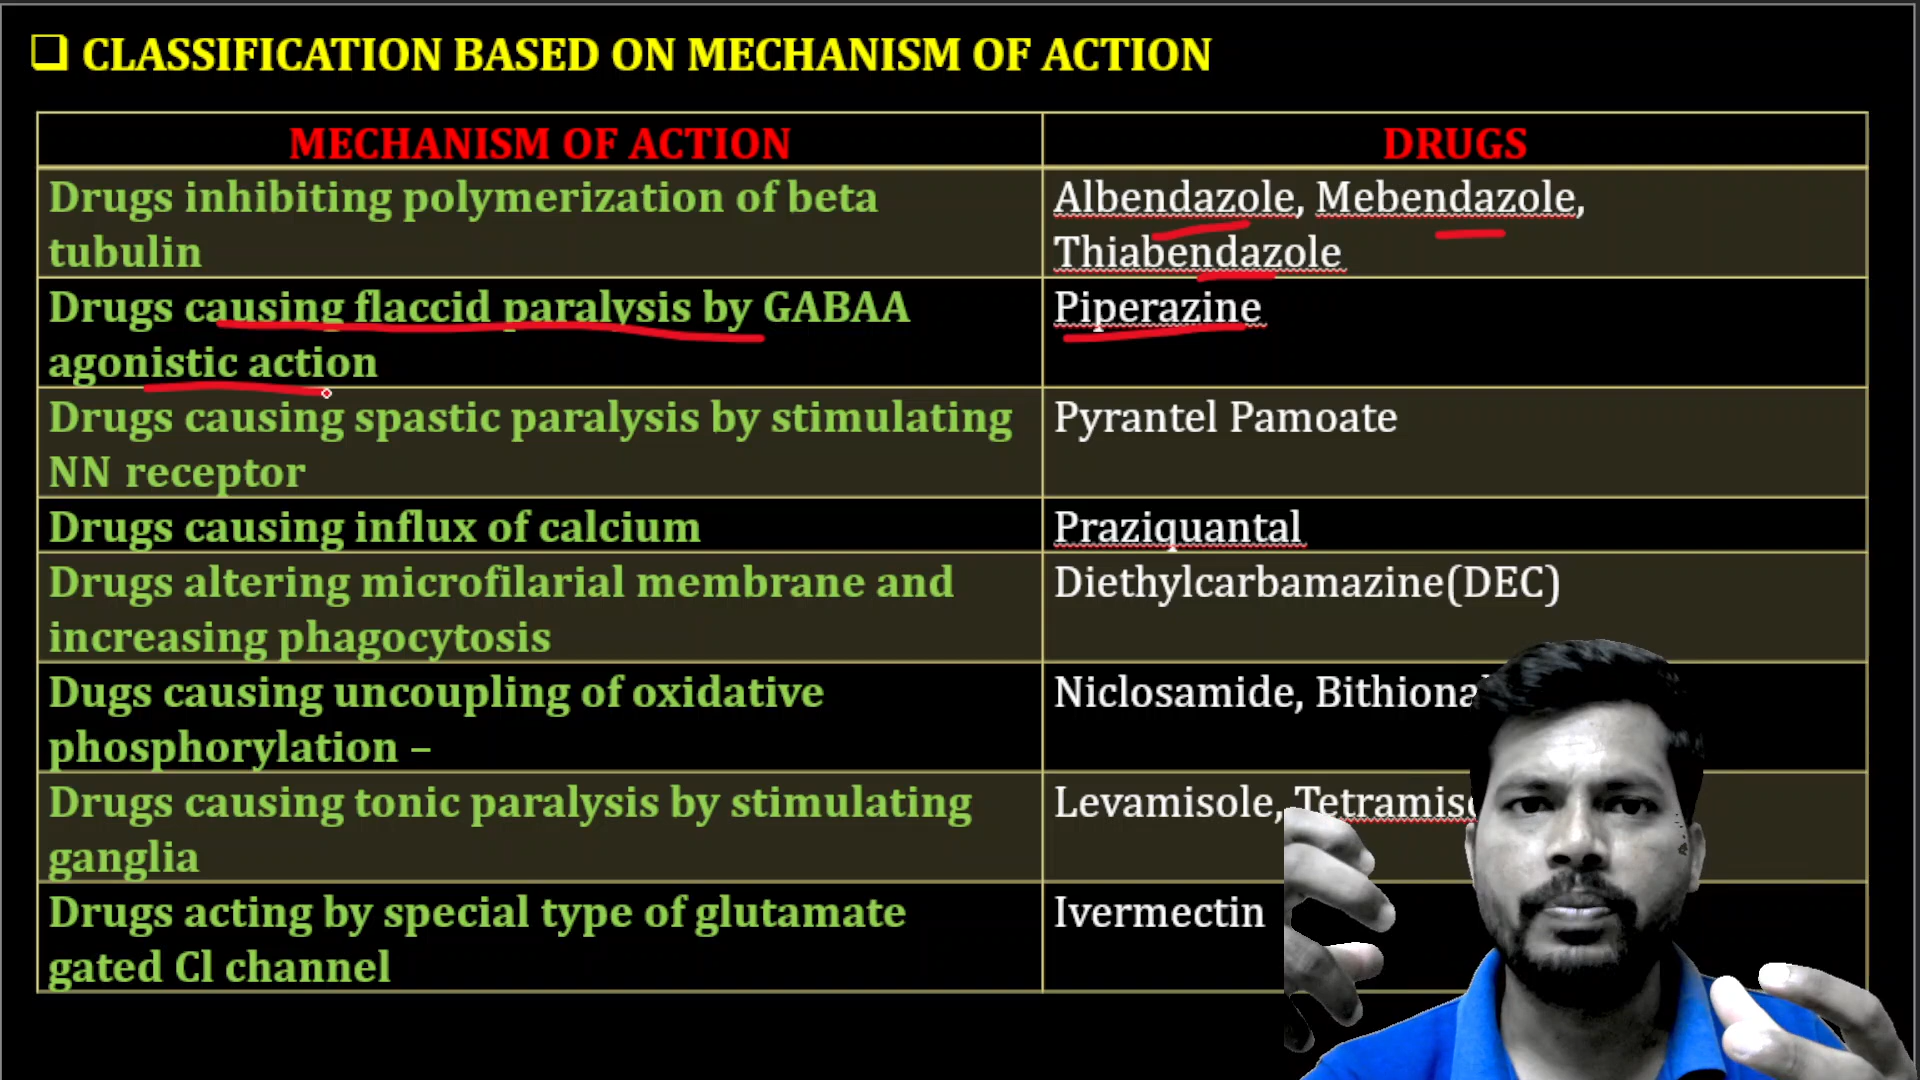 CLASSIFICATION BASED ON MECHANISM OF ACTION
MECHANISM OF ACTION
DRUGS
Drugs inhibiting polymerization of beta
tubulin
Albendazole, Mebendazole,
Thiabendazole
Drugs causing flaccid paralysis by GABAA
agonistic action
Piperazine
Drugs causing spastic paralysis by stimulating
NN receptor
Pyrantel Pamoate
Drugs causing influx of calcium
Praziquantal
Drugs altering microfilarial membrane and
increasing phagocytosis
Diethylcarbamazine(DEC)
Dugs causing uncoupling of oxidative
phosphorylation –
Niclosamide,
Drugs causing tonic paralysis by stimulating
ganglia
Levamisole,
Drugs acting by special type of glutamate
gated Cl channel
Ivermectin